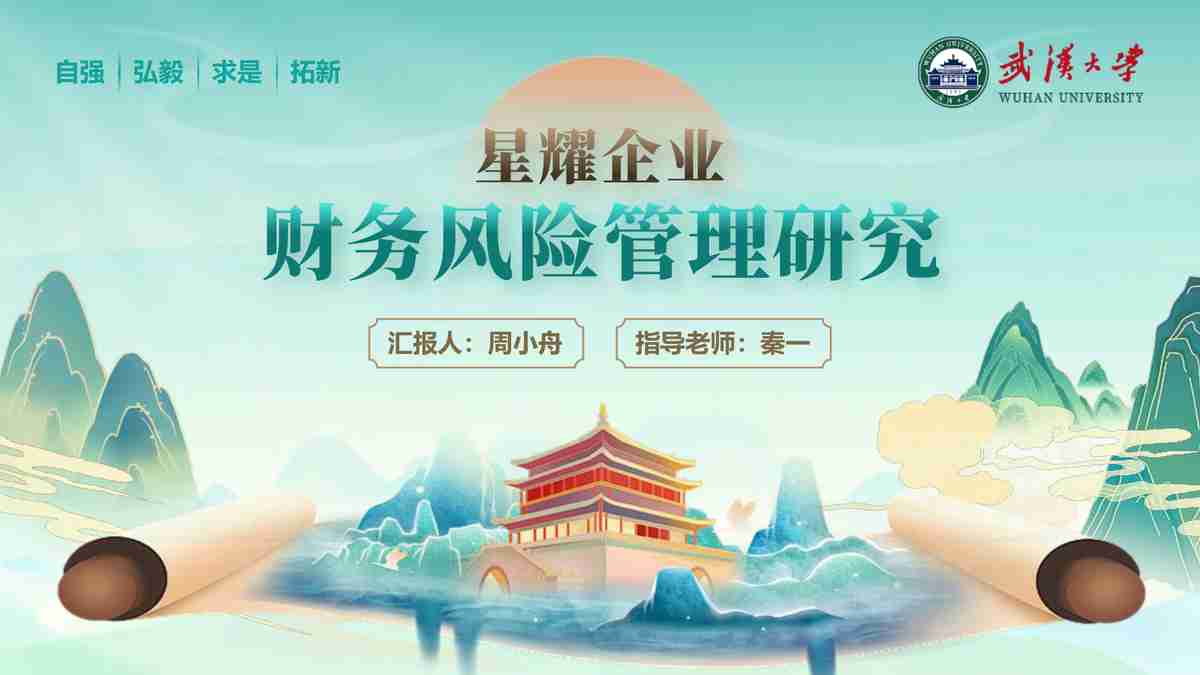 自强 弘毅 求是 拓新
武漢大學
WUHAN UNIVERSITY
星耀企业
财务风险管理研究
汇报人：周小舟
指导老师：秦一